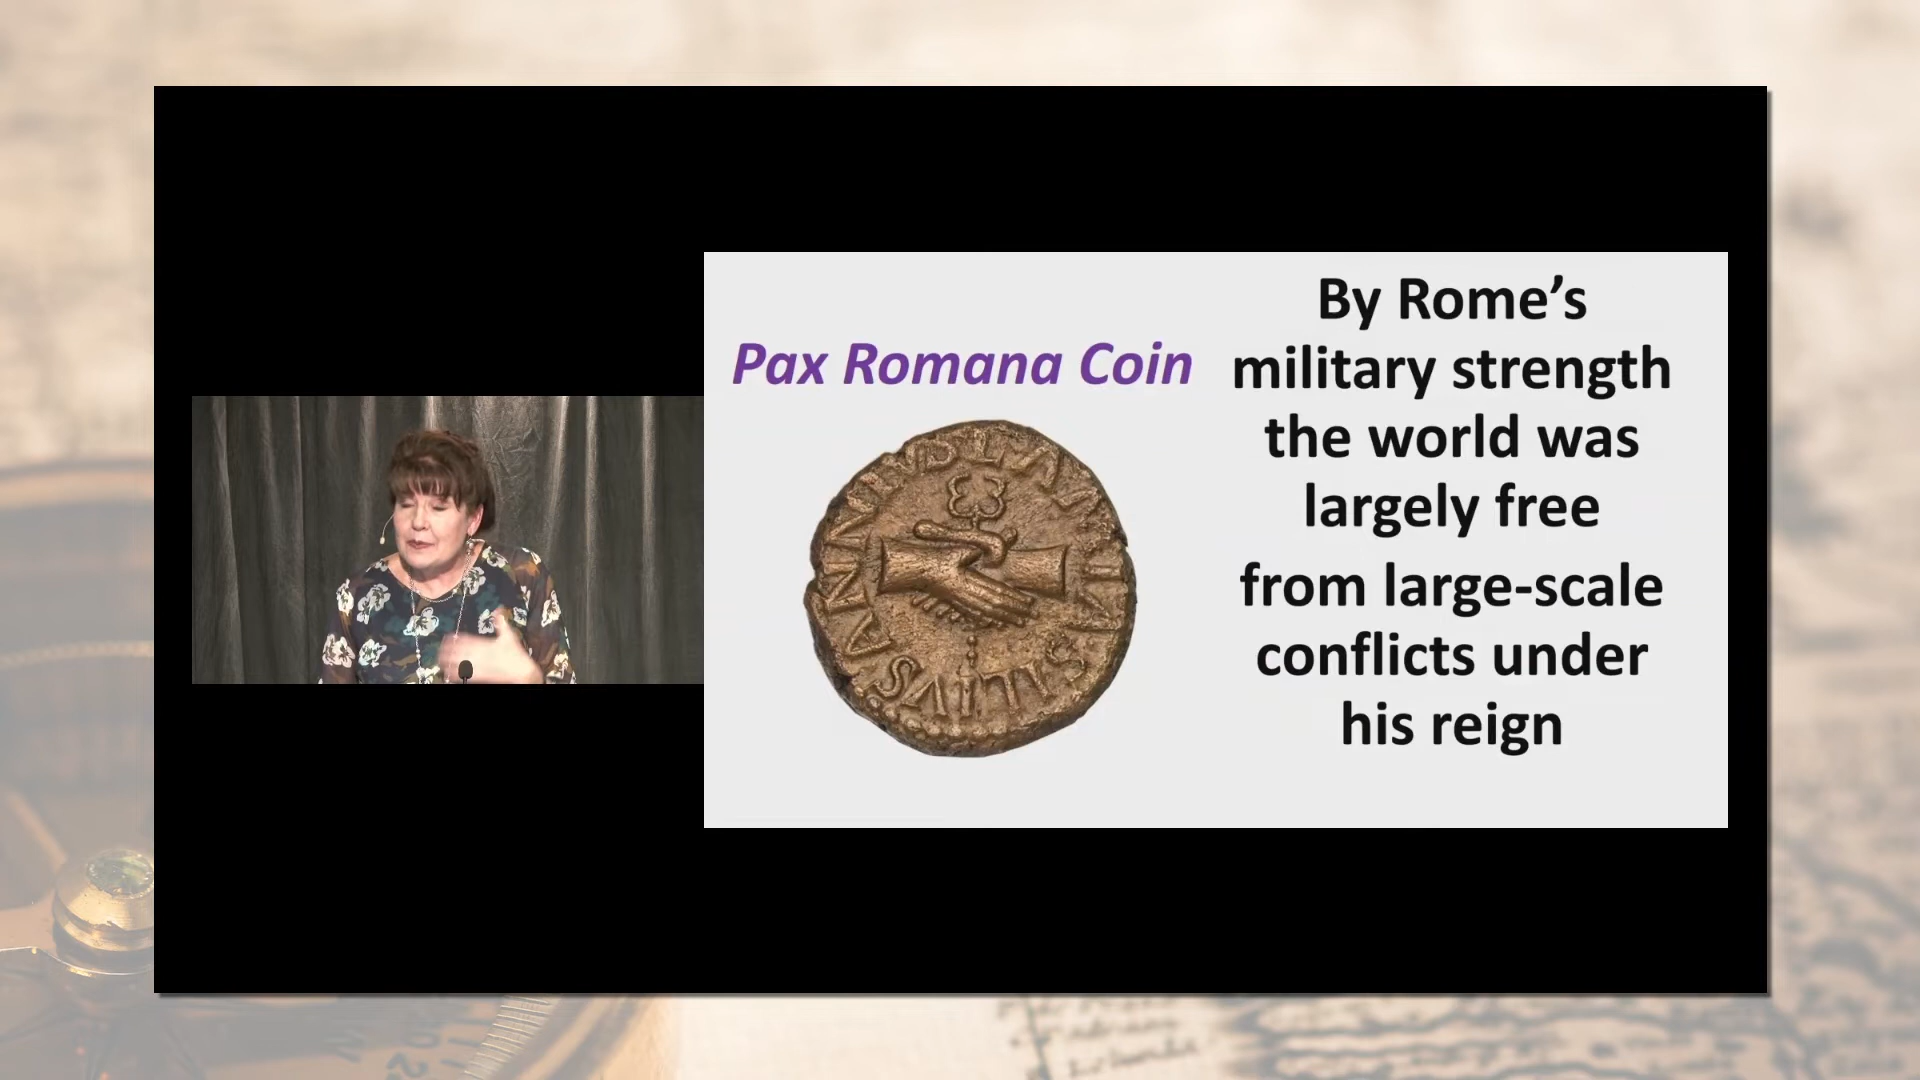 Pax Romana Coin
By Rome’s
military strength
the world was
largely free
from large-scale
conflicts under
his reign